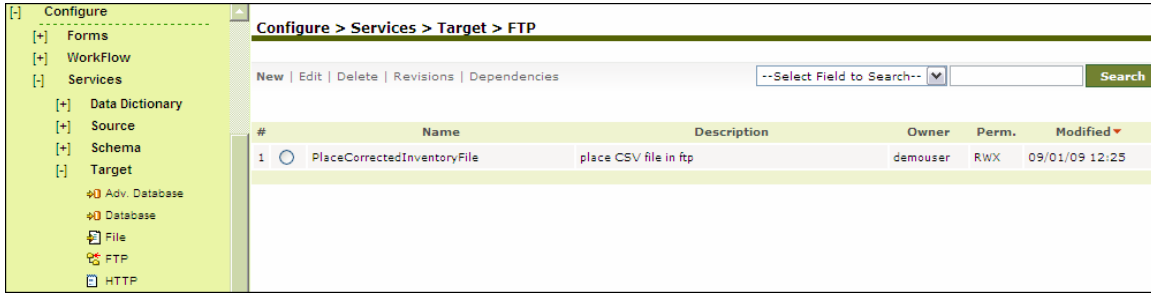 [-] Configure
[+] Forms
[+] WorkFlow
[-] Services
[+] Data Dictionary
[+] Source
[+] Schema
[-] Target
Adv. Database
Database
File
FTP
HTTP
Configure > Services > Target > FTP
New | Edit | Delete | Revisions | Dependencies --Select Field to Search-- Search
# Name Description Owner Perm. Modified
1 PlaceCorrectedInventoryFile place CSV file in ftp demouser RWX 09/01/09 12:25